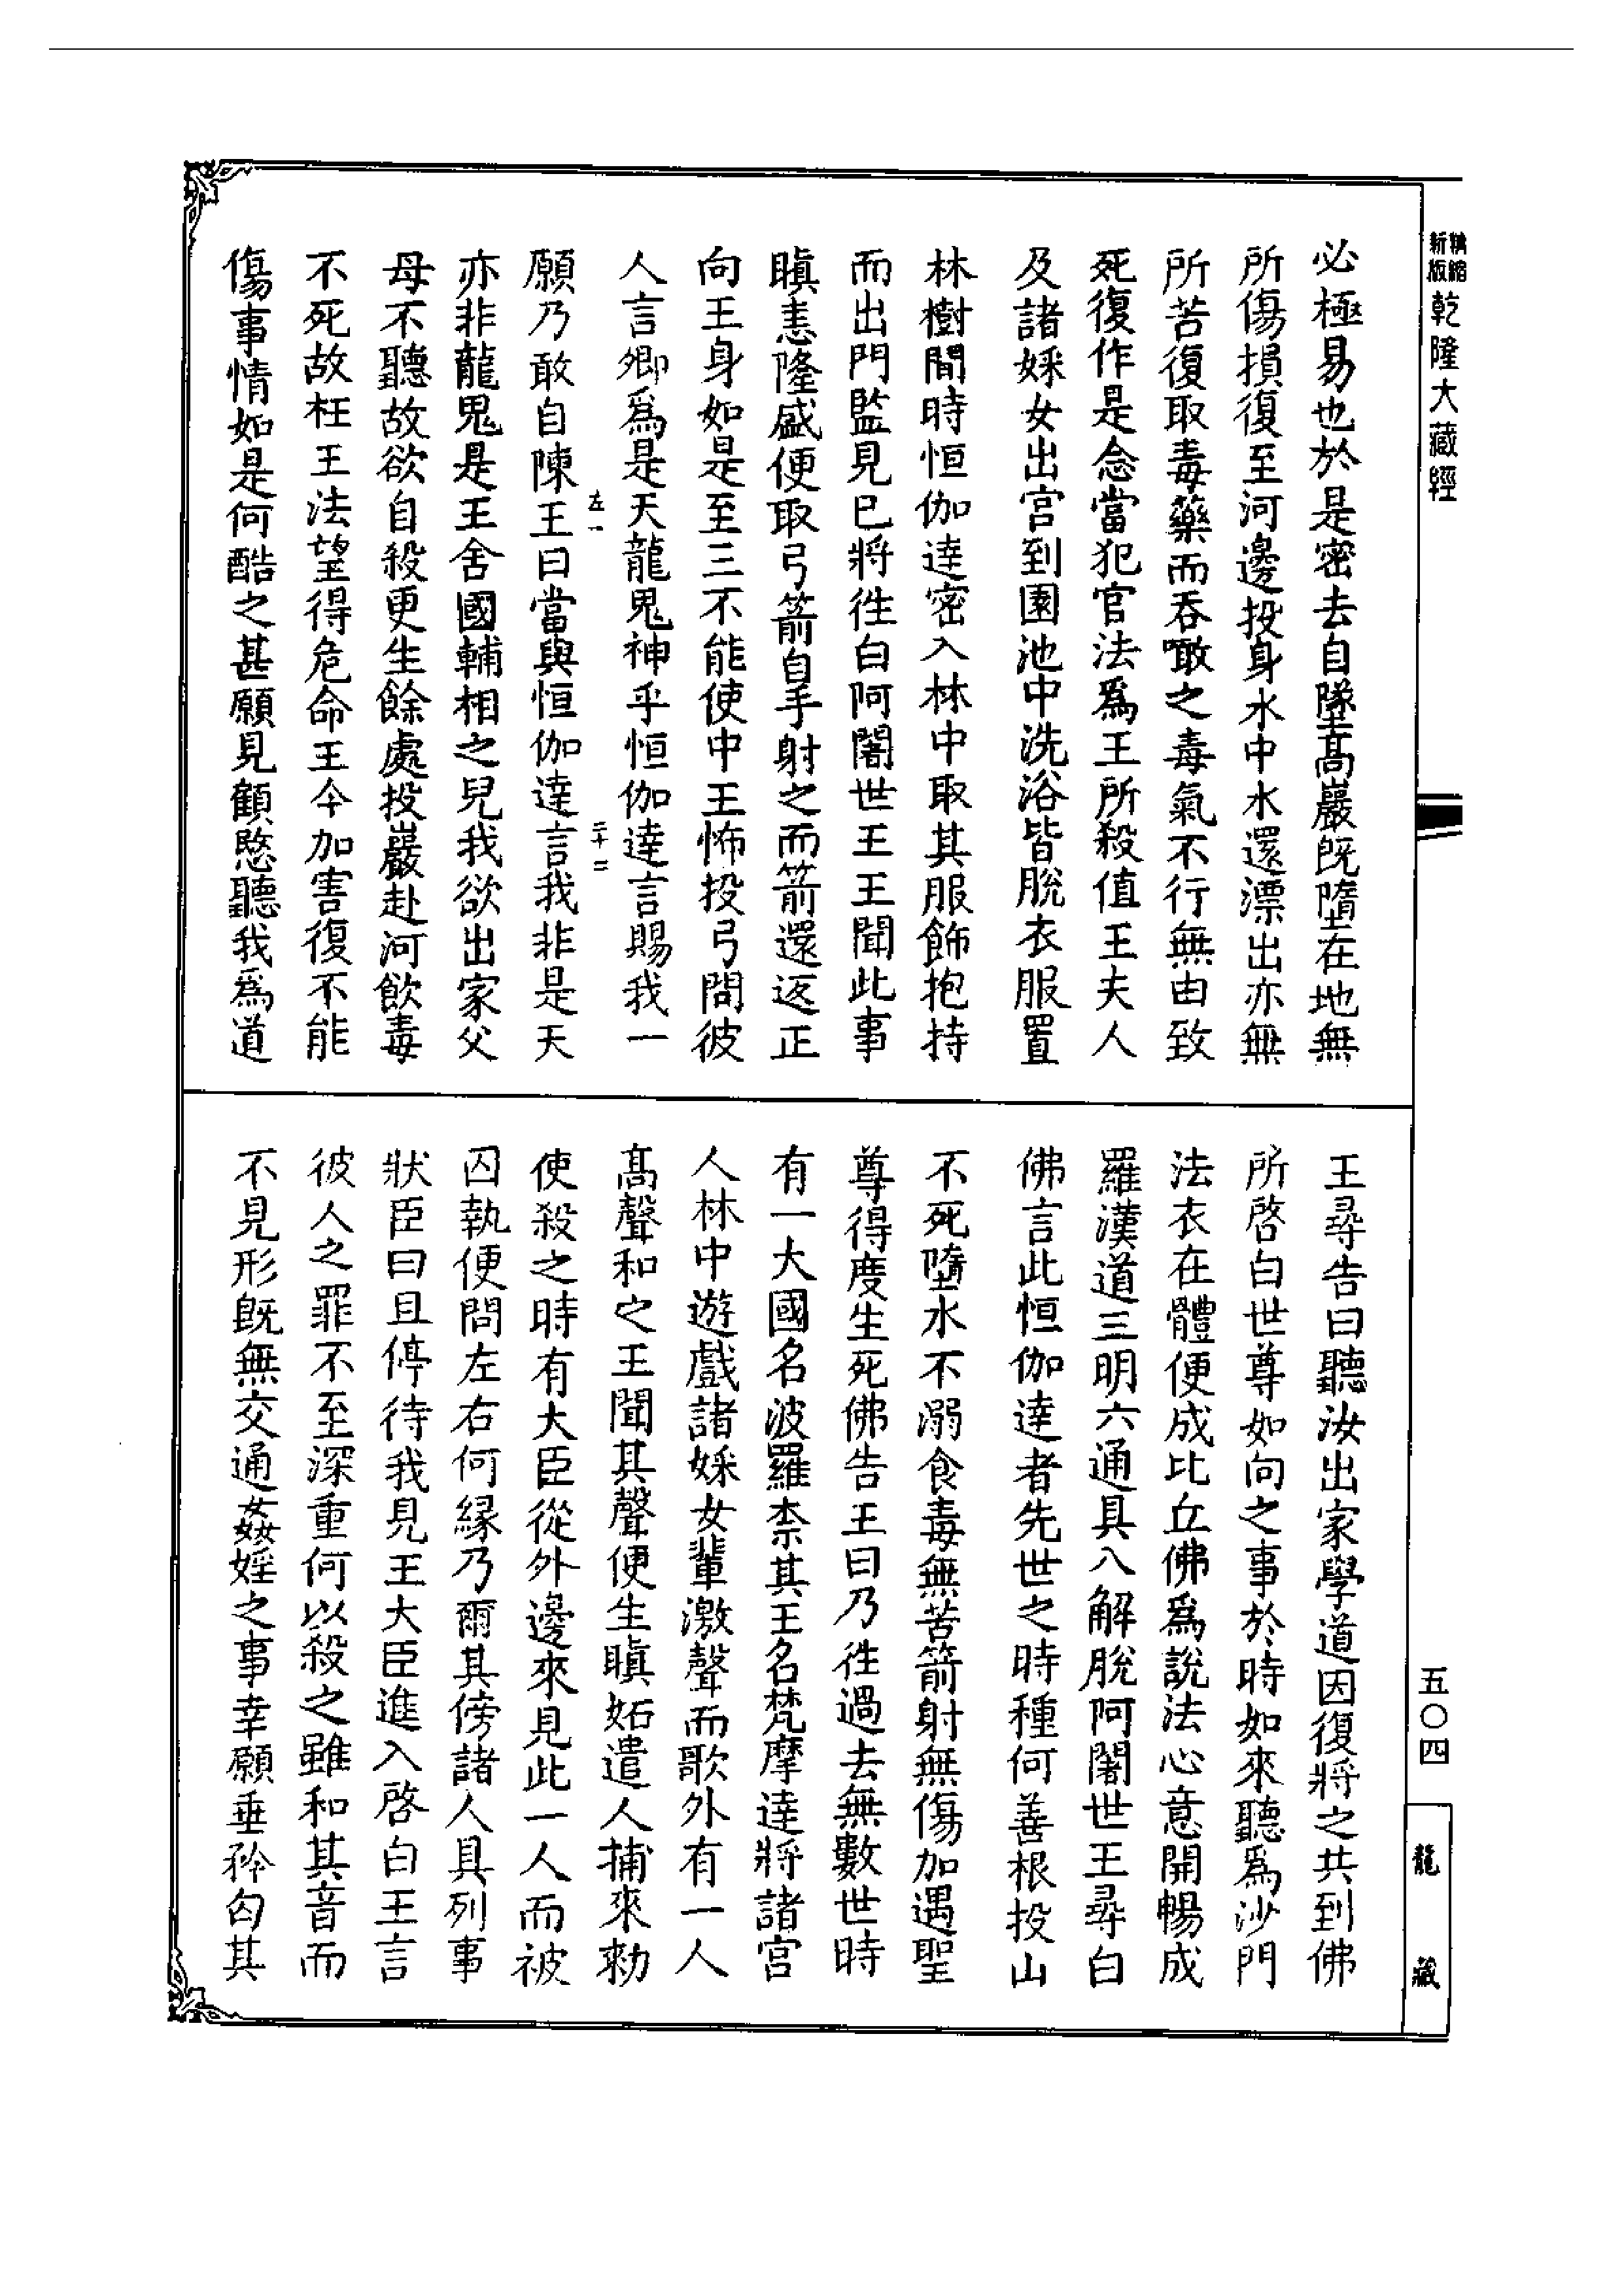 精縮新版乾隆大藏經
必極易也於是密去自墜高巖既墮在地無
所傷損復至河邊投身水中水還漂出亦無
所苦復取毒藥而吞噉之毒氣不行無由致
死復作是念當犯官法爲王所殺值王夫人
及諸婇女出宮到園池中洗浴皆脫衣服置
林樹間時恒伽達密入林中取其服飾抱持
而出門監見已將徃白阿闍世王王聞此事
瞋恚隆盛便取弓箭自手射之而箭還返正
向王身如是至三不能使中王怖投弓問彼
人言卿爲是天龍鬼神乎恒伽達言賜我一
左一
二十二
願乃敢自陳王曰當與恒伽達言我非是天
亦非龍鬼是王舍國輔相之兒我欲出家父
母不聽故欲自殺更生餘處投巖赴河飲毒
不死故枉王法望得危命王今加害復不能
傷事情如是何酷之甚願見顧愍聽我爲道
王尋告曰聽汝出家學道因復將之共到佛
所啓白世尊如向之事於時如來聽爲沙門
法衣在體便成比丘佛爲說法心意開暢成
羅漢道三明六通具八解脫阿闍世王尋白
佛言此恒伽達者先世之時種何善根投山
不死墮水不溺食毒無苦箭射無傷加遇聖
尊得度生死佛告王曰乃徃過去無數世時
有一大國名波羅柰其王名梵摩達將諸宮
人林中遊戲諸婇女輩激聲而歌外有一人
高聲和之王聞其聲便生瞋妬遣人捕來勑
使殺之時有大臣從外邊來見此一人而被
囚執便問左右何緣乃爾其傍諸人具列事
狀臣曰且停待我見王大臣進入啓白王言
彼人之罪不至深重何以殺之雖和其音而
不見形既無交通姦婬之事幸願垂矜匄其
五〇四
龍藏